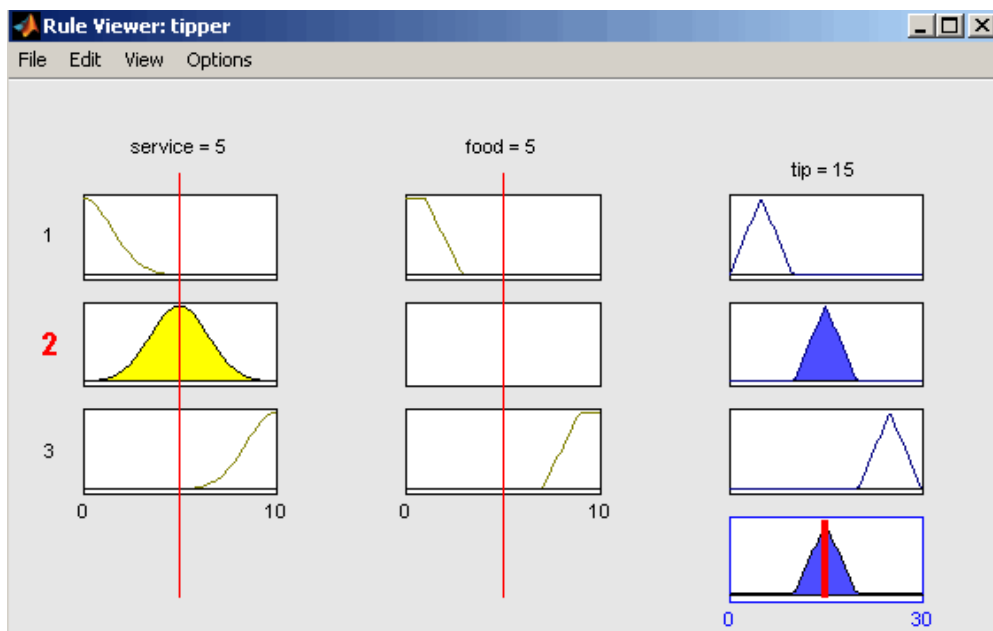 Rule Viewer: tipper
File Edit View Options
service = 5
food = 5
tip = 15
1
2
3
0 10
0 10
0 30